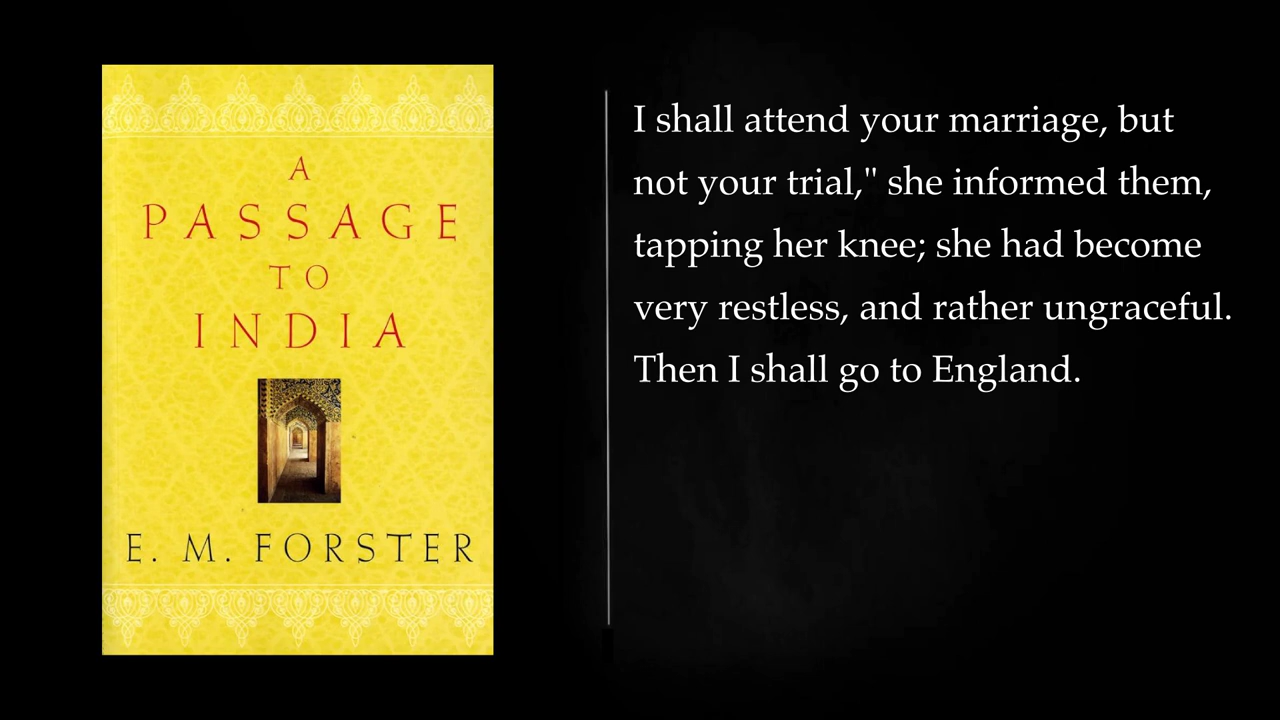 A
PASSAGE
TO
INDIA
E. M. FORSTER
I shall attend your marriage, but
not your trial," she informed them,
tapping her knee; she had become
very restless, and rather ungraceful.
Then I shall go to England.